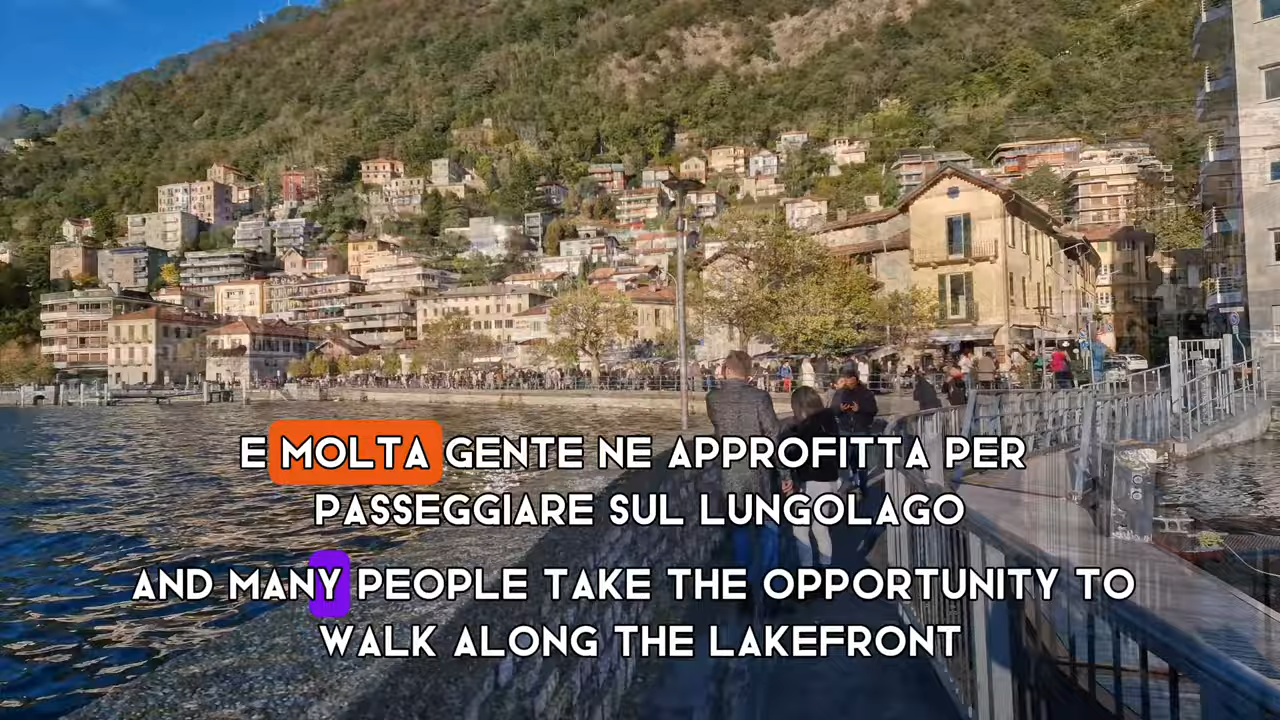 E MOLTA GENTE NE APPROFITTA PER
PASSEGGIARE SUL LUNGOLAGO
AND MANY PEOPLE TAKE THE OPPORTUNITY TO
WALK ALONG THE LAKEFRONT